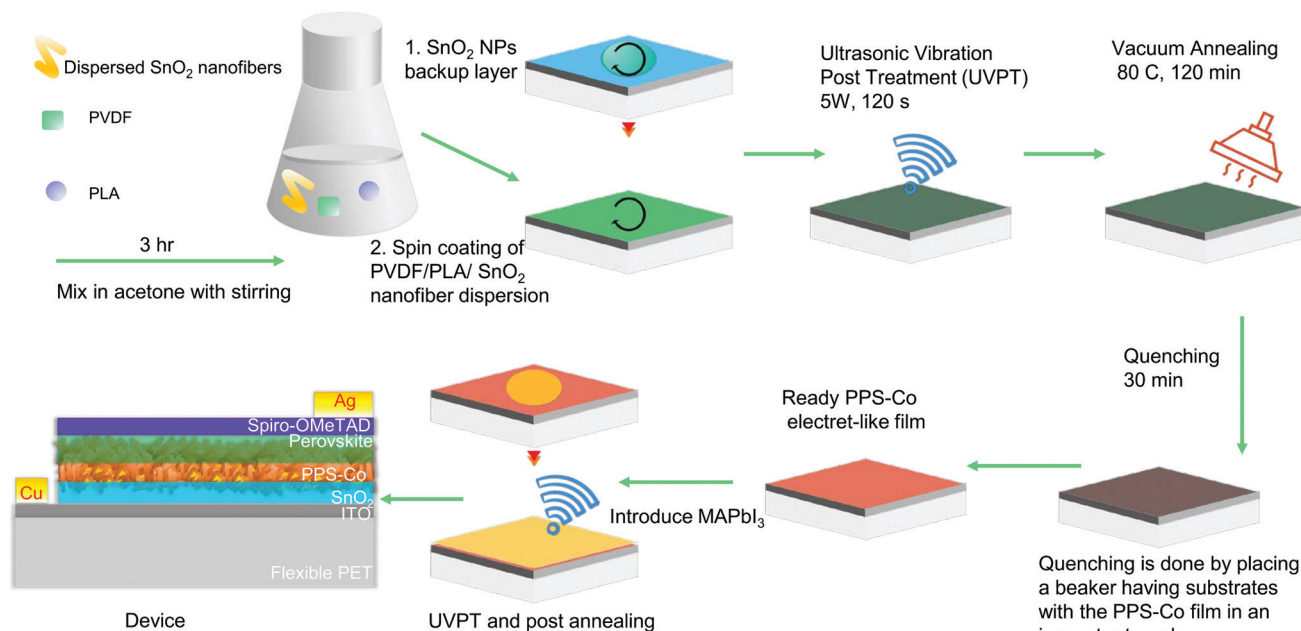 Dispersed SnO₂ nanofibers
PVDF
PLA
3 hr
Mix in acetone with stirring
1. SnO₂ NPs
backup layer
2. Spin coating of
PVDF/PLA/ SnO₂
nanofiber dispersion
Ultrasonic Vibration
Post Treatment (UVPT)
5W, 120 s
Vacuum Annealing
80 C, 120 min
Quenching
30 min
Quenching is done by placing
a beaker having substrates
with the PPS-Co film in an
Ready PPS-Co
electret-like film
Introduce MAPbI₃
UVPT and post annealing
Ag
Spiro-OMeTAD
Perovskite
PPS-Co
Cu
SnO₂
ITO
Flexible PET
Device